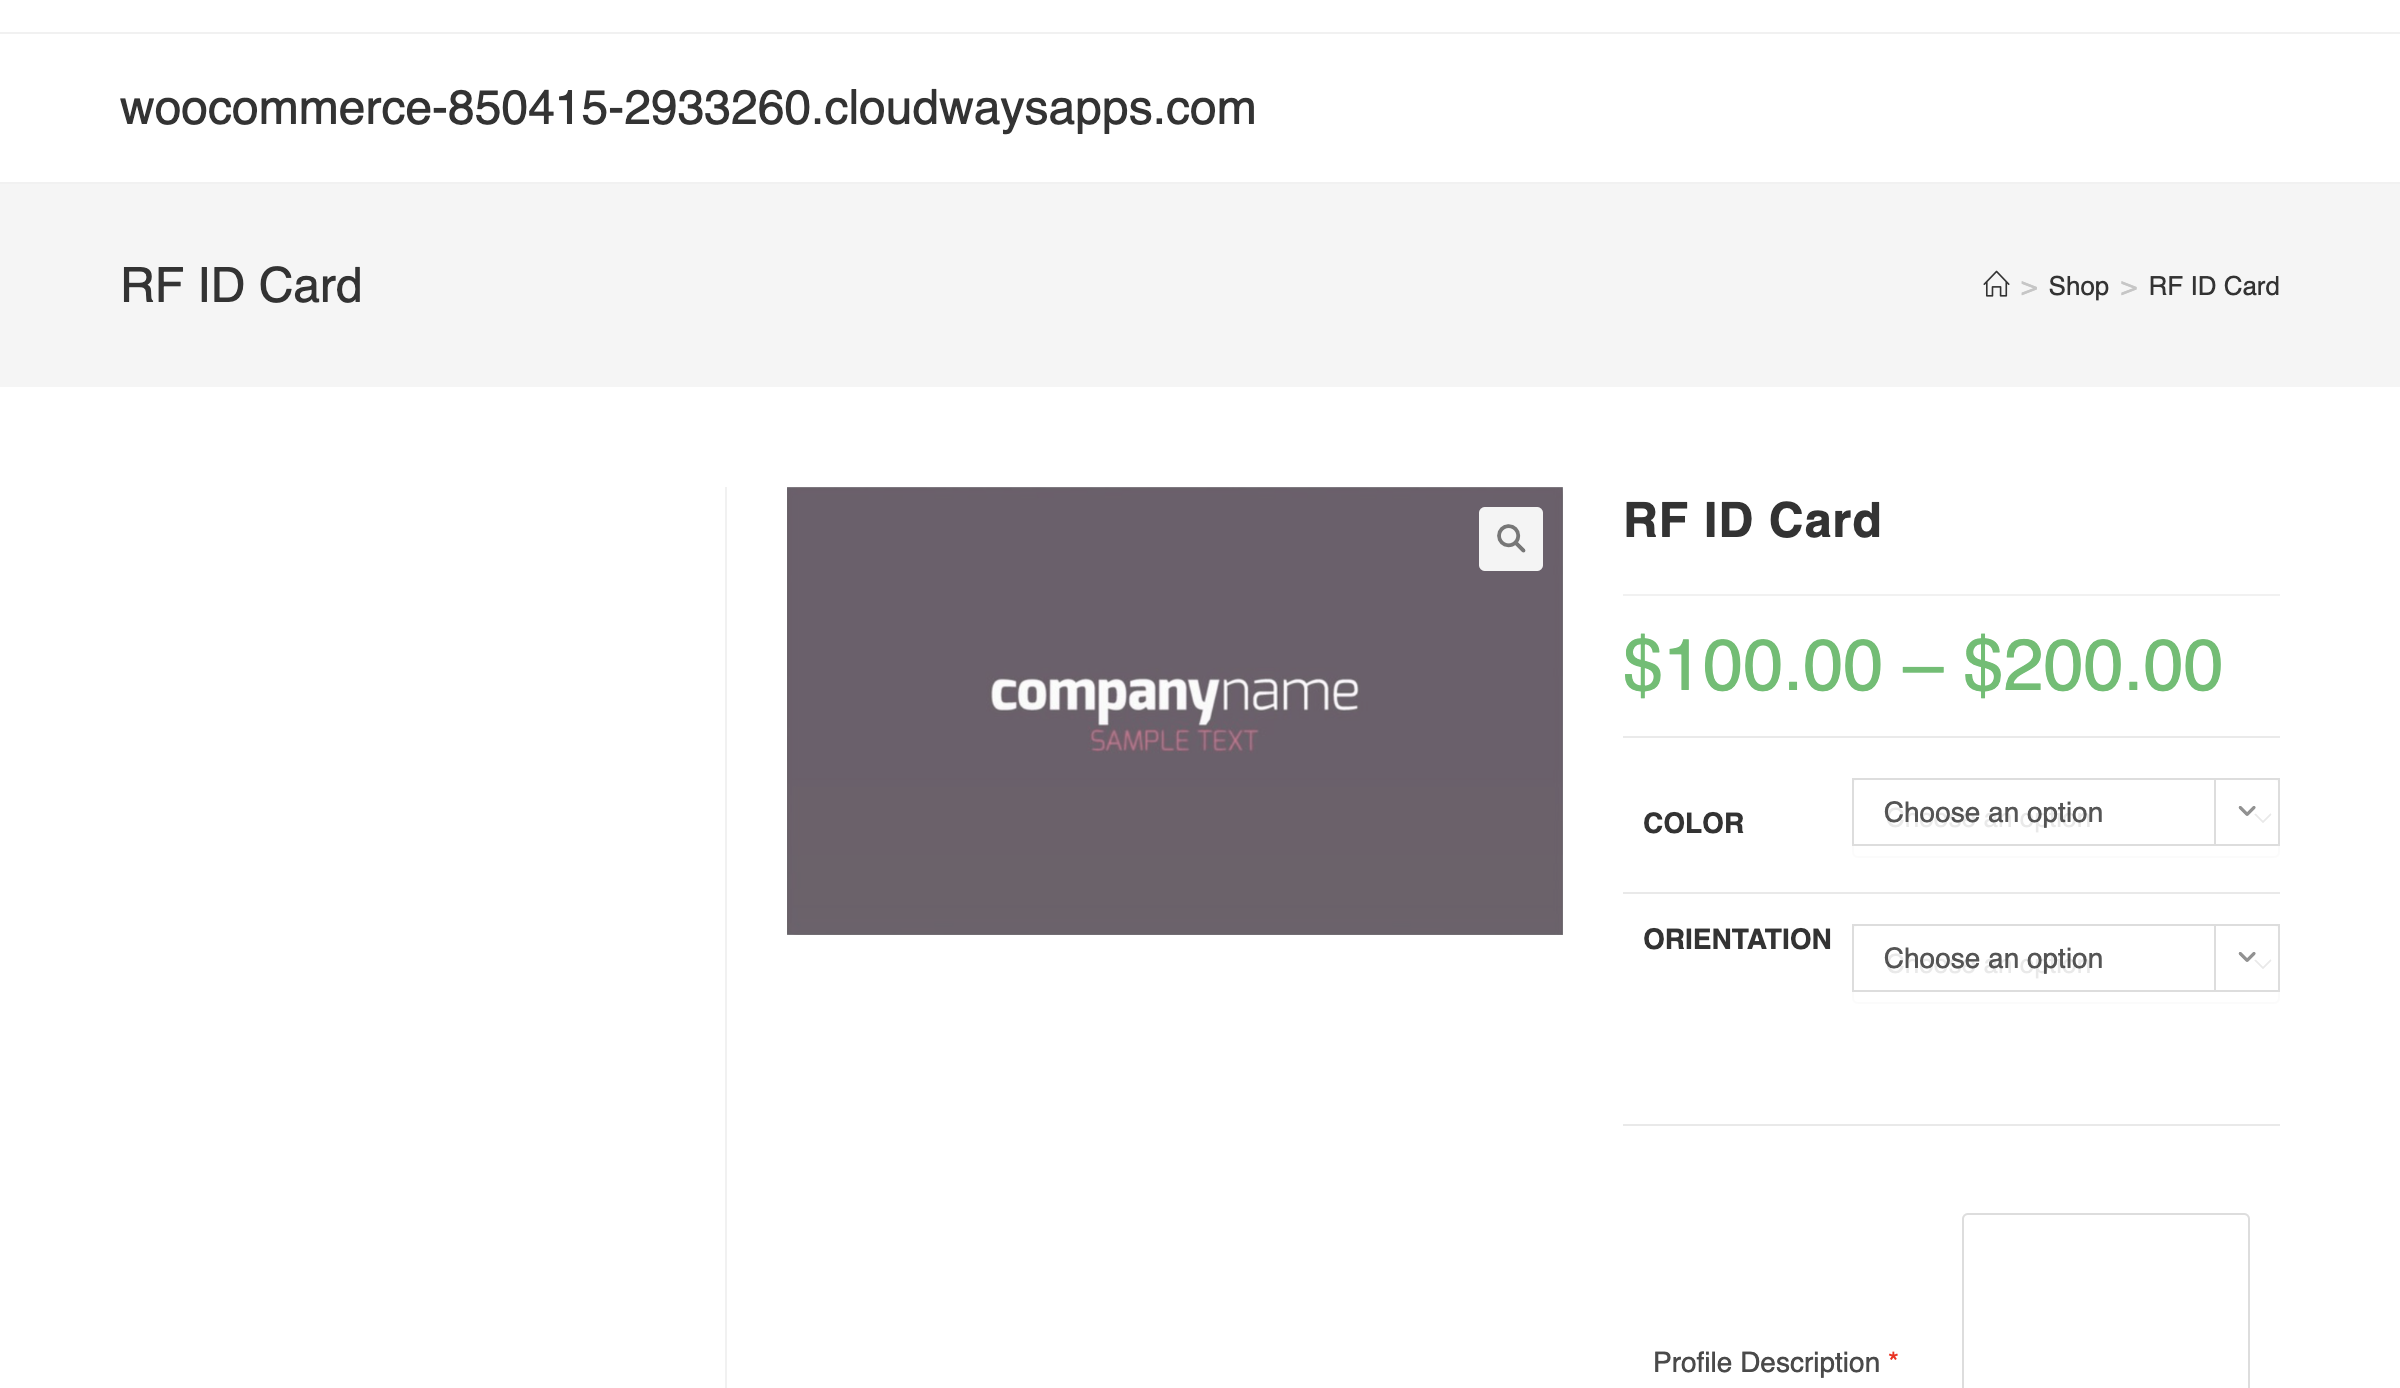 woocommerce-850415-2933260.cloudwaysapps.com
RF ID Card
> Shop > RF ID Card
companyname
SAMPLE TEXT
RF ID Card
$100.00 – $200.00
COLOR
Choose an option
ORIENTATION
Choose an option
Profile Description *